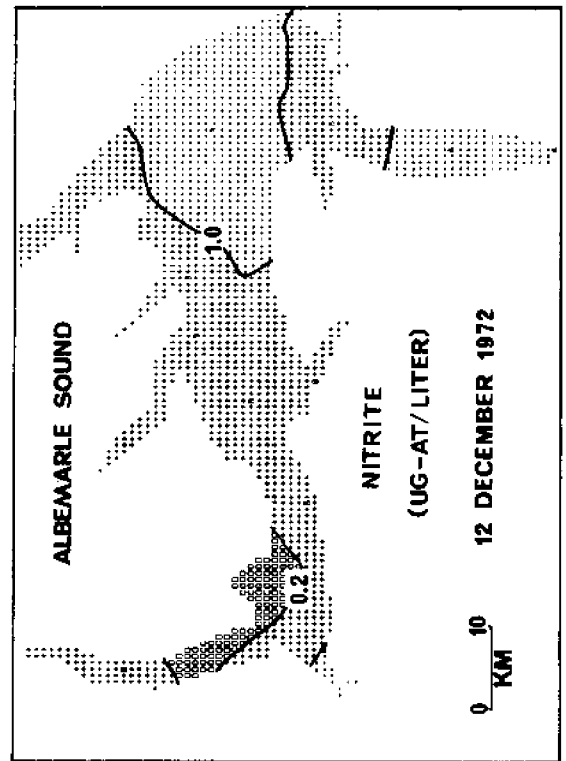 ALBEMARLE SOUND
1.0
0.2
NITRITE
(UG-AT/LITER)
12 DECEMBER 1972
0 10
KM